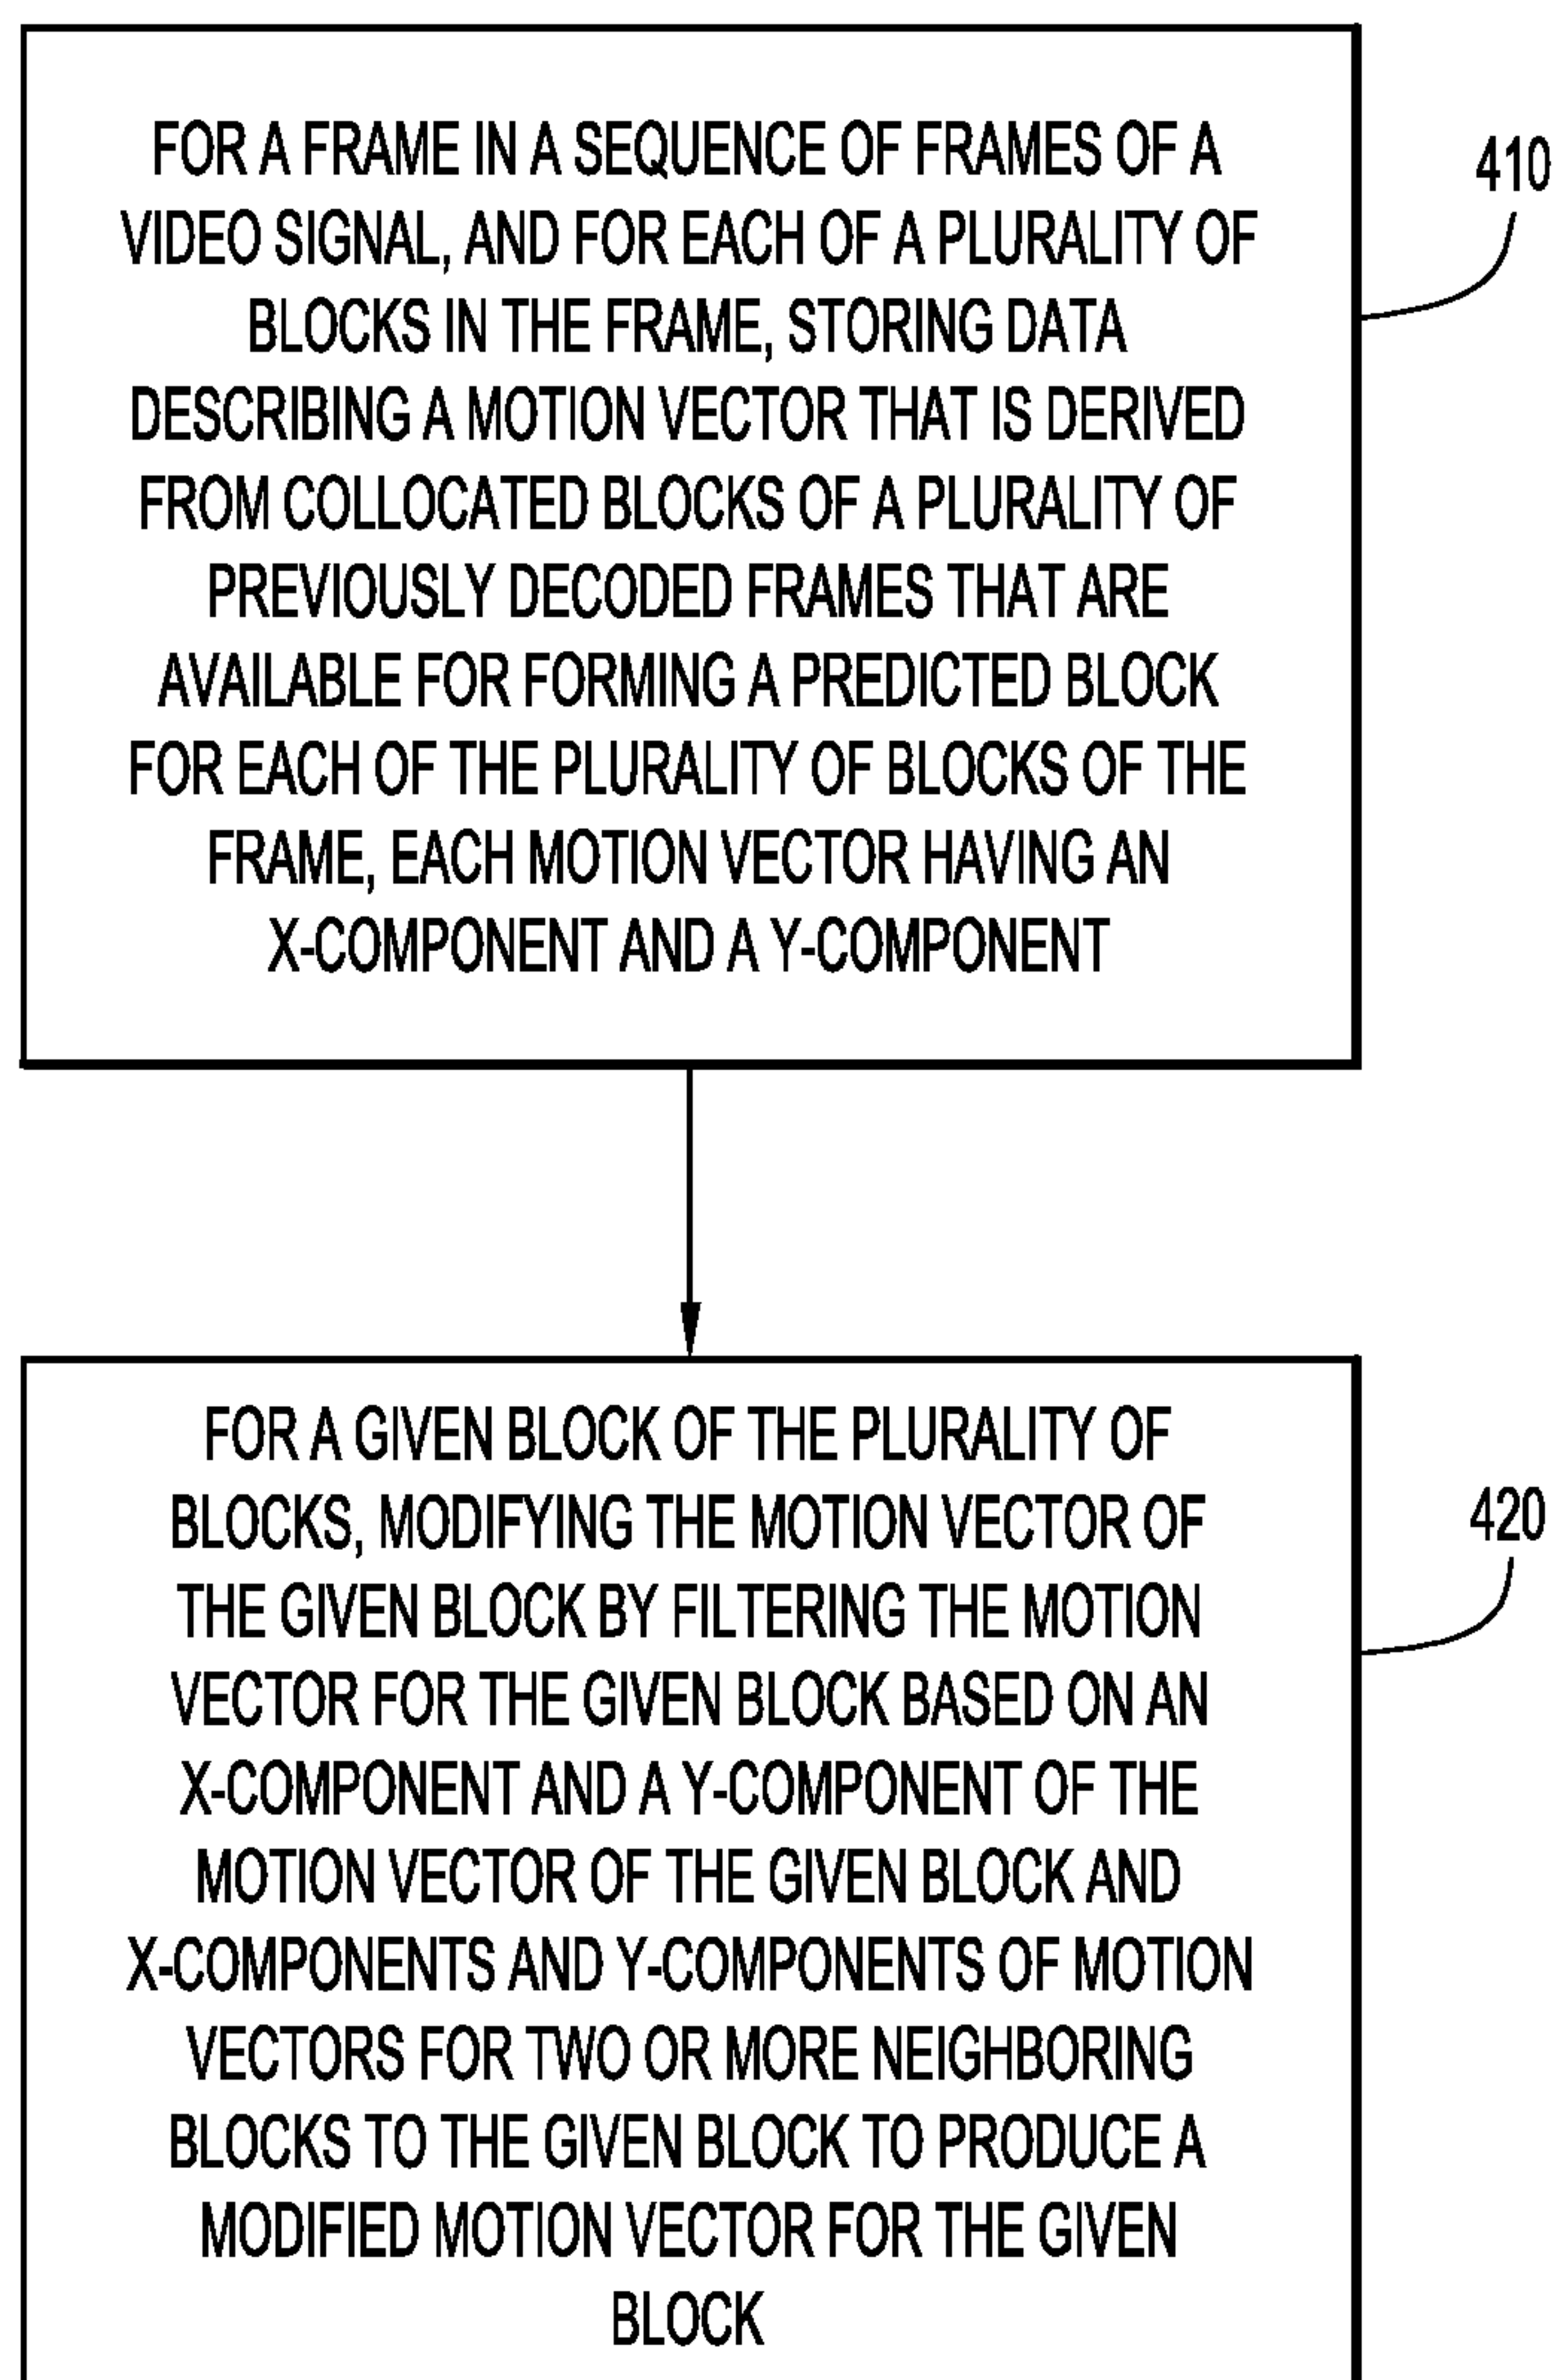 FOR A FRAME IN A SEQUENCE OF FRAMES OF A
VIDEO SIGNAL, AND FOR EACH OF A PLURALITY OF
BLOCKS IN THE FRAME, STORING DATA
DESCRIBING A MOTION VECTOR THAT IS DERIVED
FROM COLLOCATED BLOCKS OF A PLURALITY OF
PREVIOUSLY DECODED FRAMES THAT ARE
AVAILABLE FOR FORMING A PREDICTED BLOCK
FOR EACH OF THE PLURALITY OF BLOCKS OF THE
FRAME, EACH MOTION VECTOR HAVING AN
X-COMPONENT AND A Y-COMPONENT
410
FOR A GIVEN BLOCK OF THE PLURALITY OF
BLOCKS, MODIFYING THE MOTION VECTOR OF
THE GIVEN BLOCK BY FILTERING THE MOTION
VECTOR FOR THE GIVEN BLOCK BASED ON AN
X-COMPONENT AND A Y-COMPONENT OF THE
MOTION VECTOR OF THE GIVEN BLOCK AND
X-COMPONENTS AND Y-COMPONENTS OF MOTION
VECTORS FOR TWO OR MORE NEIGHBORING
BLOCKS TO THE GIVEN BLOCK TO PRODUCE A
MODIFIED MOTION VECTOR FOR THE GIVEN
BLOCK
420